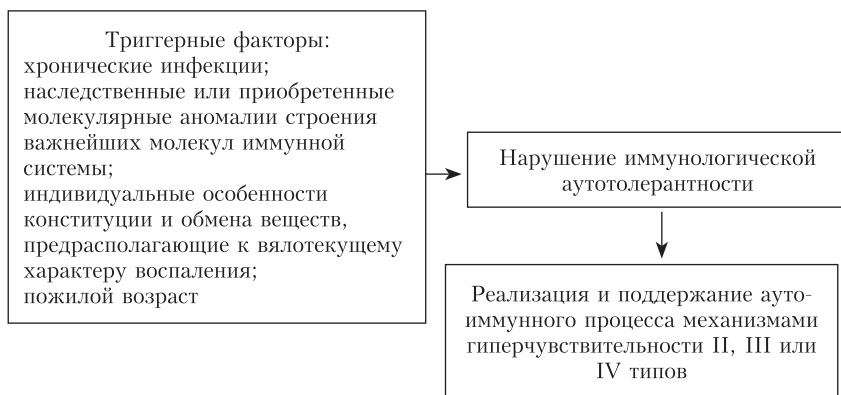 Триггерные факторы:
хронические инфекции;
наследственные или приобретенные
молекулярные аномалии строения
важнейших молекул иммунной
системы;
индивидуальные особенности
конституции и обмена веществ,
предрасполагающие к вялотекущему
характеру воспаления;
пожилой возраст
Нарушение иммунологической
аутотолерантности
Реализация и поддержание ауто-
иммунного процесса механизмами
гиперчувствительности II, III или
IV типов